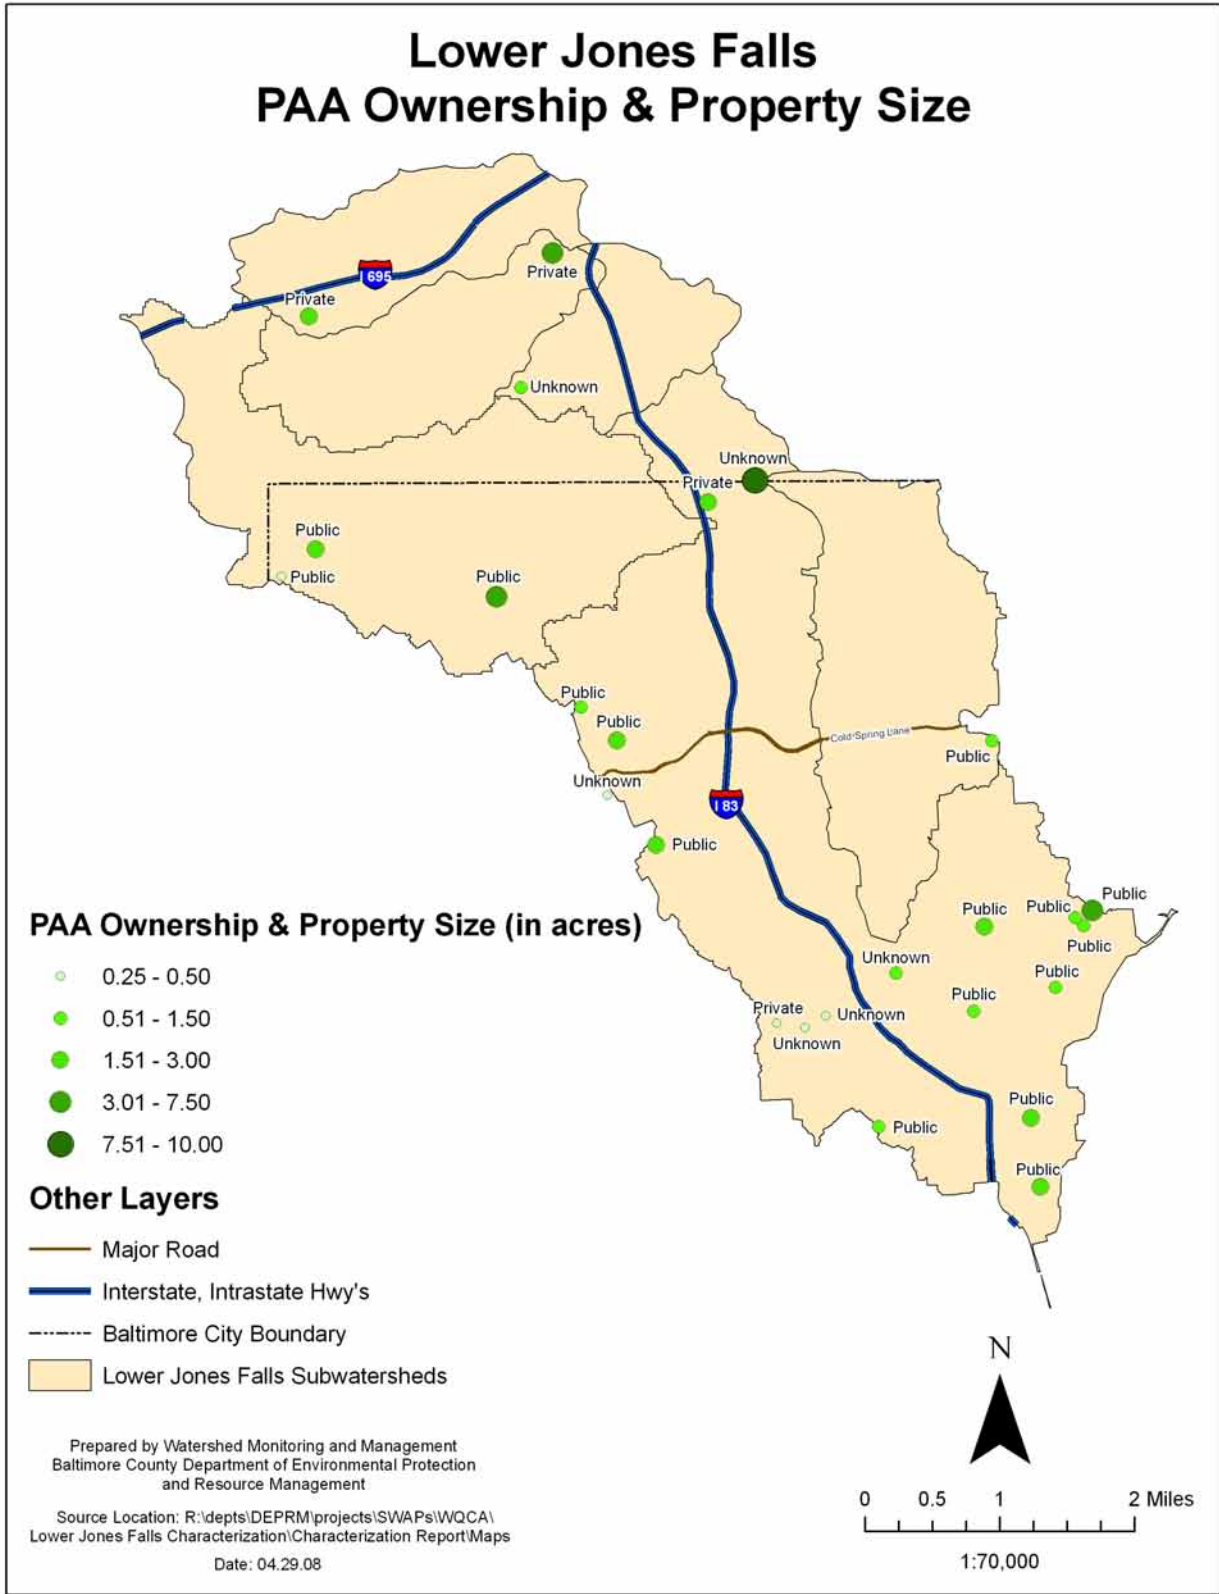 Lower Jones Falls
PAA Ownership & Property Size
I 695
Private
Private
Unknown
Unknown
Private
Public
Public
Public
Public
Public
Cold Spring Lane
Public
Unknown
I 83
Public
Public
Public
Public
Public
Unknown
Public
Public
Private
Unknown
Unknown
Public
Public
Public
PAA Ownership & Property Size (in acres)
0.25 - 0.50
0.51 - 1.50
1.51 - 3.00
3.01 - 7.50
7.51 - 10.00
Other Layers
Major Road
Interstate, Intrastate Hwy's
Baltimore City Boundary
Lower Jones Falls Subwatersheds
Prepared by Watershed Monitoring and Management
Baltimore County Department of Environmental Protection
and Resource Management
Source Location: R:\depts\DEPRM\projects\SWAPs\WQCA\
Lower Jones Falls Characterization\Characterization Report\Maps
Date: 04.29.08
N
0 0.5 1 2 Miles
1:70,000